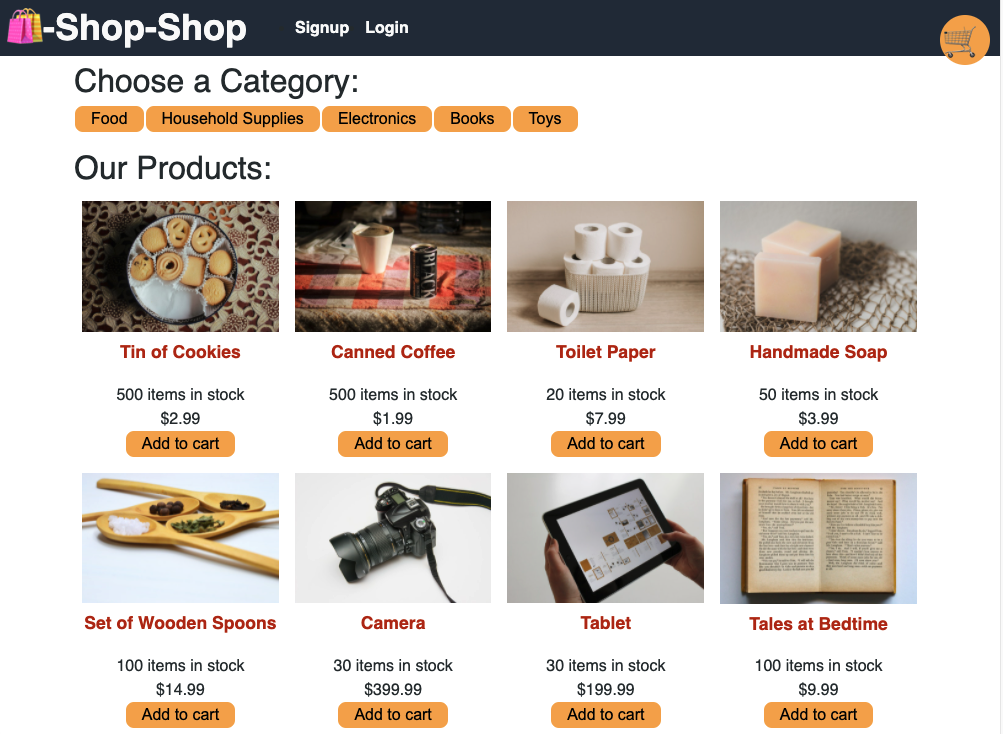 -Shop-Shop
Signup Login
Choose a Category:
Food Household Supplies Electronics Books Toys
Our Products:
Tin of Cookies Canned Coffee Toilet Paper Handmade Soap
500 items in stock 500 items in stock 20 items in stock 50 items in stock
$2.99 $1.99 $7.99 $3.99
Add to cart Add to cart Add to cart Add to cart
Set of Wooden Spoons Camera Tablet Tales at Bedtime
100 items in stock 30 items in stock 30 items in stock 100 items in stock
$14.99 $399.99 $199.99 $9.99
Add to cart Add to cart Add to cart Add to cart